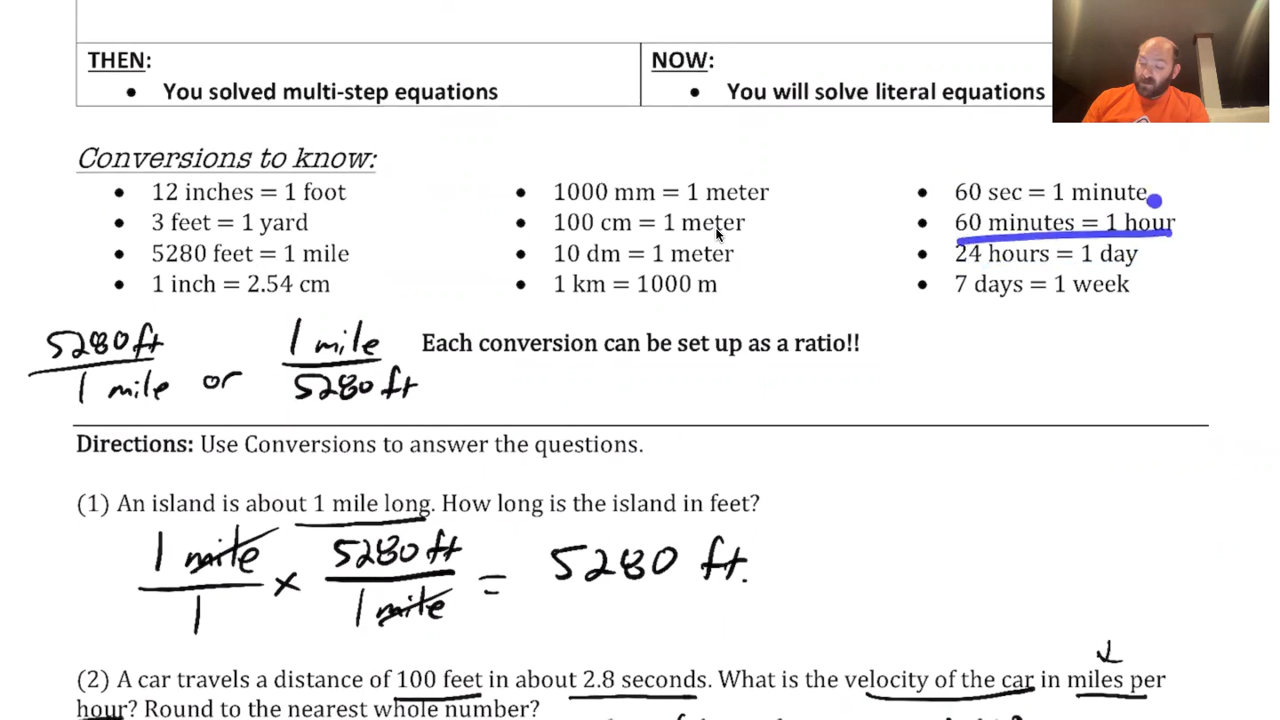 THEN:
• You solved multi-step equations
NOW:
• You will solve literal equations
Conversions to know:
• 12 inches = 1 foot
• 3 feet = 1 yard
• 5280 feet = 1 mile
• 1 inch = 2.54 cm
• 1000 mm = 1 meter
• 100 cm = 1 meter
• 10 dm = 1 meter
• 1 km = 1000 m
• 60 sec = 1 minute
• 60 minutes = 1 hour
• 24 hours = 1 day
• 7 days = 1 week
5280 ft / 1 mile or 1 mile / 5280 ft
Each conversion can be set up as a ratio!!
Directions: Use Conversions to answer the questions.
(1) An island is about 1 mile long. How long is the island in feet?
1 mile / 1 × 5280 ft / 1 mile = 5280 ft.
(2) A car travels a distance of 100 feet in about 2.8 seconds. What is the velocity of the car in miles per
hour? Round to the nearest whole number?